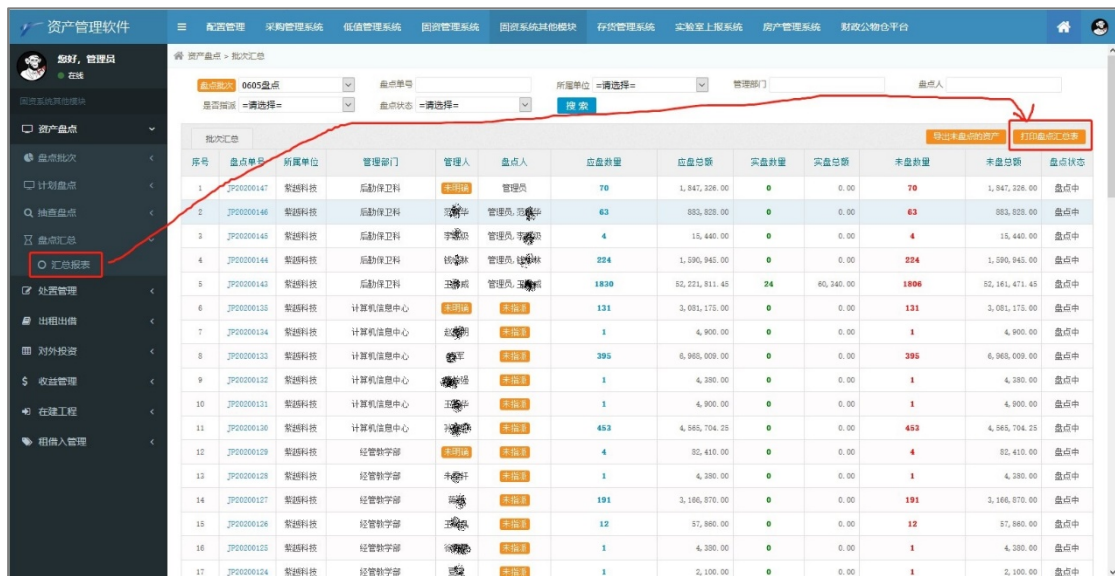 资产管理软件
配置管理 采购管理系统 低值管理系统 固资管理系统 固资系统其他模块 存货管理系统 实验室上报系统 房产管理系统 财政公物仓平台
您好，管理员
在线
固资系统其他模块
资产盘点
盘点批次
计划盘点
抽查盘点
盘点汇总
汇总报表
处置管理
出租出借
对外投资
收益管理
在建工程
租借入管理
资产盘点 > 批次汇总
盘点批次 0605盘点 盘点单号 所属单位 =请选择= 管理部门 盘点人
是否指派 =请选择= 盘点状态 =请选择= 搜索
批次汇总 导出未盘点的资产 打印盘点汇总表
序号 盘点单号 所属单位 管理部门 管理人 盘点人 应盘数量 应盘总额 实盘数量 实盘总额 未盘数量 未盘总额 盘点状态
1 JP20200147 紫越科技 后勤保卫科 未明确 管理员 70 1,847,326.00 0 0.00 70 1,847,326.00 盘点中
2 JP20200146 紫越科技 后勤保卫科 管理员, 63 883,828.00 0 0.00 63 883,828.00 盘点中
3 JP20200145 紫越科技 后勤保卫科 管理员, 4 15,440.00 0 0.00 4 15,440.00 盘点中
4 JP20200144 紫越科技 后勤保卫科 管理员, 224 1,590,945.00 0 0.00 224 1,590,945.00 盘点中
5 JP20200143 紫越科技 后勤保卫科 管理员, 1830 52,221,811.45 24 60,340.00 1806 52,161,471.45 盘点中
6 JP20200135 紫越科技 计算机信息中心 未明确 未指派 131 3,081,175.00 0 0.00 131 3,081,175.00 盘点中
7 JP20200134 紫越科技 计算机信息中心 未指派 1 4,900.00 0 0.00 1 4,900.00 盘点中
8 JP20200133 紫越科技 计算机信息中心 未指派 395 6,968,009.00 0 0.00 395 6,968,009.00 盘点中
9 JP20200132 紫越科技 计算机信息中心 未指派 1 4,380.00 0 0.00 1 4,380.00 盘点中
10 JP20200131 紫越科技 计算机信息中心 未指派 1 4,900.00 0 0.00 1 4,900.00 盘点中
11 JP20200130 紫越科技 计算机信息中心 未指派 453 4,565,704.25 0 0.00 453 4,565,704.25 盘点中
12 JP20200129 紫越科技 经管教学部 未明确 未指派 4 82,410.00 0 0.00 4 82,410.00 盘点中
13 JP20200128 紫越科技 经管教学部 未指派 1 4,380.00 0 0.00 1 4,380.00 盘点中
14 JP20200127 紫越科技 经管教学部 未指派 191 3,166,870.00 0 0.00 191 3,166,870.00 盘点中
15 JP20200126 紫越科技 经管教学部 未指派 12 57,860.00 0 0.00 12 57,860.00 盘点中
16 JP20200125 紫越科技 经管教学部 未指派 1 4,380.00 0 0.00 1 4,380.00 盘点中
17 JP20200124 紫越科技 经管教学部 未指派 1 2,100.00 0 0.00 1 2,100.00 盘点中